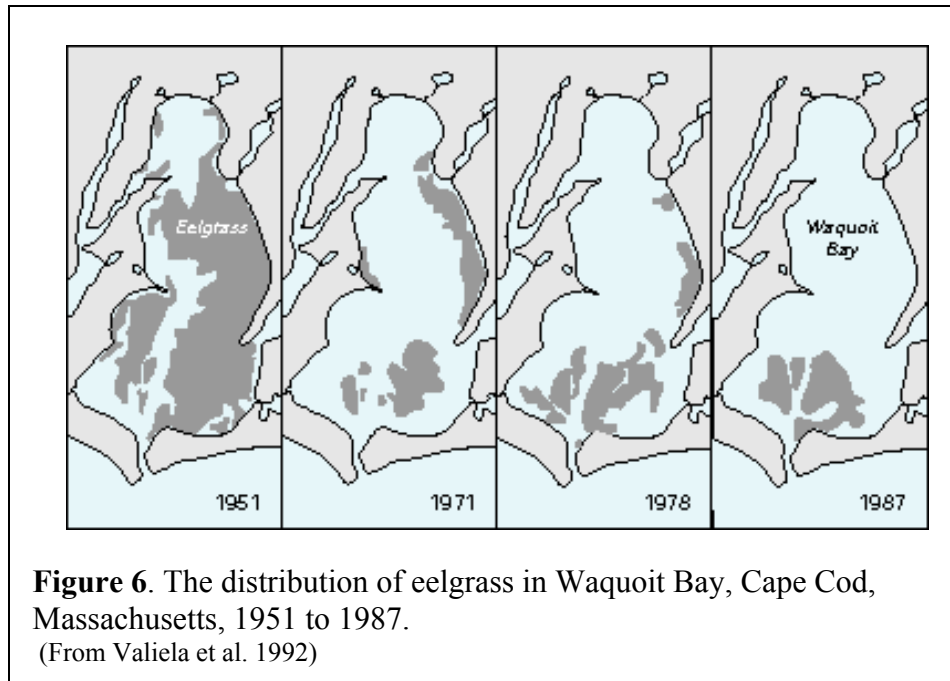 Eelgrass
Waquoit
Bay
1951
1971
1978
1987
Figure 6. The distribution of eelgrass in Waquoit Bay, Cape Cod,
Massachusetts, 1951 to 1987.
(From Valiela et al. 1992)